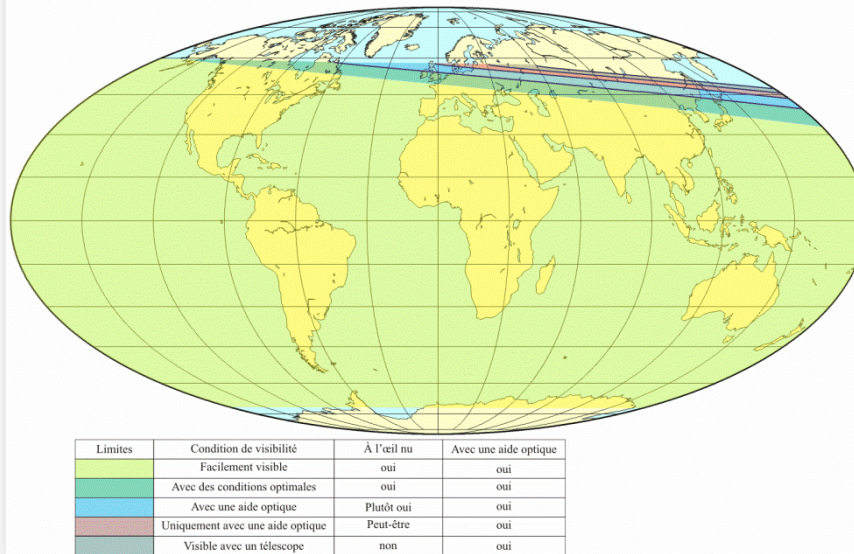 Limites Condition de visibilité À l'œil nu Avec une aide optique
Facilement visible oui oui
Avec des conditions optimales oui oui
Avec une aide optique Plutôt oui oui
Uniquement avec une aide optique Peut-être oui
Visible avec un télescope non oui